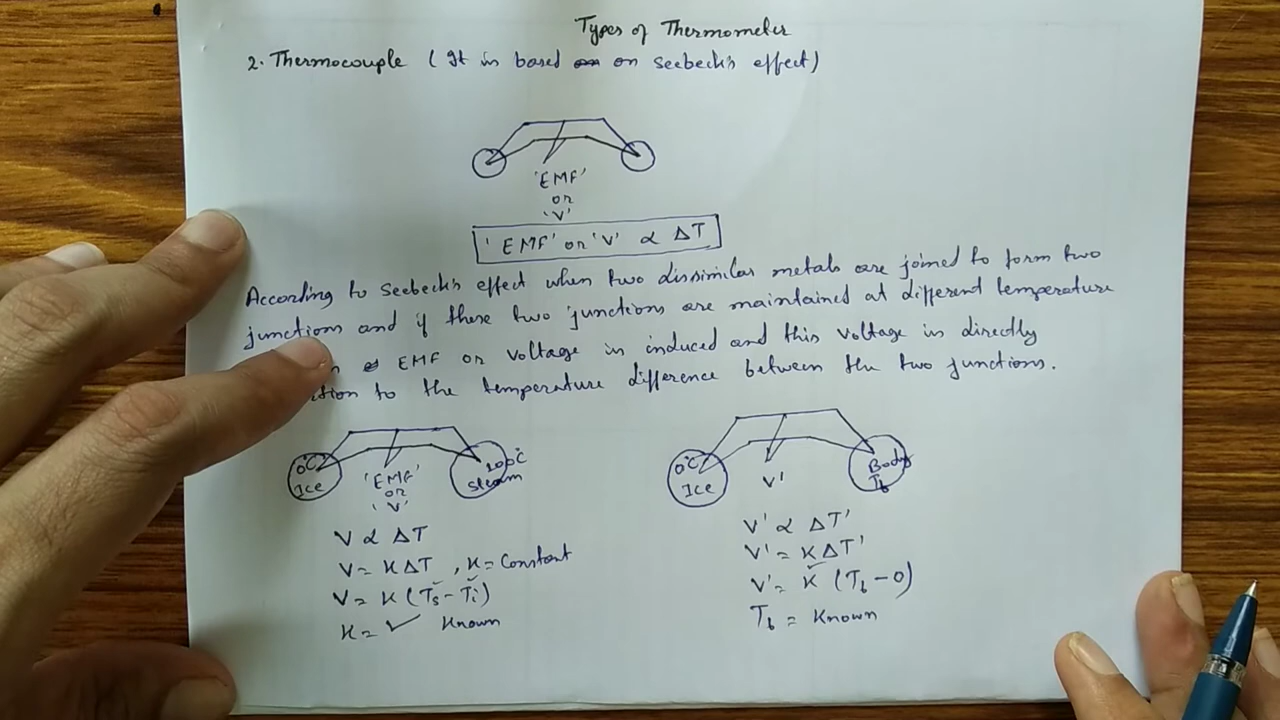 Types of Thermometer
2. Thermocouple ( It is based on on Seebeck's effect)
'EMF'
or
'V'
'EMF' or 'V' ∝ ΔT
According to Seebeck's effect when two dissimilar metals are joined to form two
junctions and if these two junctions are maintained at different temperature
EMF or voltage is induced and this voltage is directly
to the temperature difference between the two junctions.
0°C
Ice
'EMF'
or
'V'
100°C
Steam
V ∝ ΔT
V = K ΔT , K = Constant
V = K (Ts - Ti)
K = ✓ Known
0°C
Ice
V'
Body
Tb
V' ∝ ΔT'
V' = K ΔT'
V' = K (Tb - 0)
Tb = Known